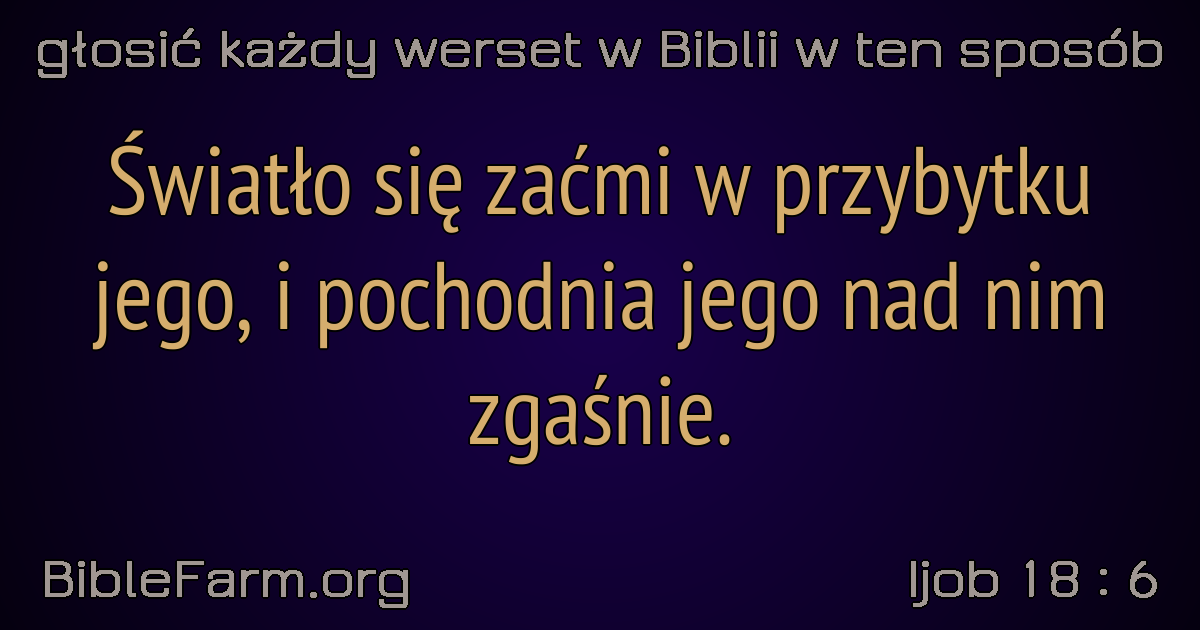 głosić każdy werset w Biblii w ten sposób
Światło się zaćmi w przybytku
jego, i pochodnia jego nad nim
zgaśnie.
BibleFarm.org
Ijob 18 : 6